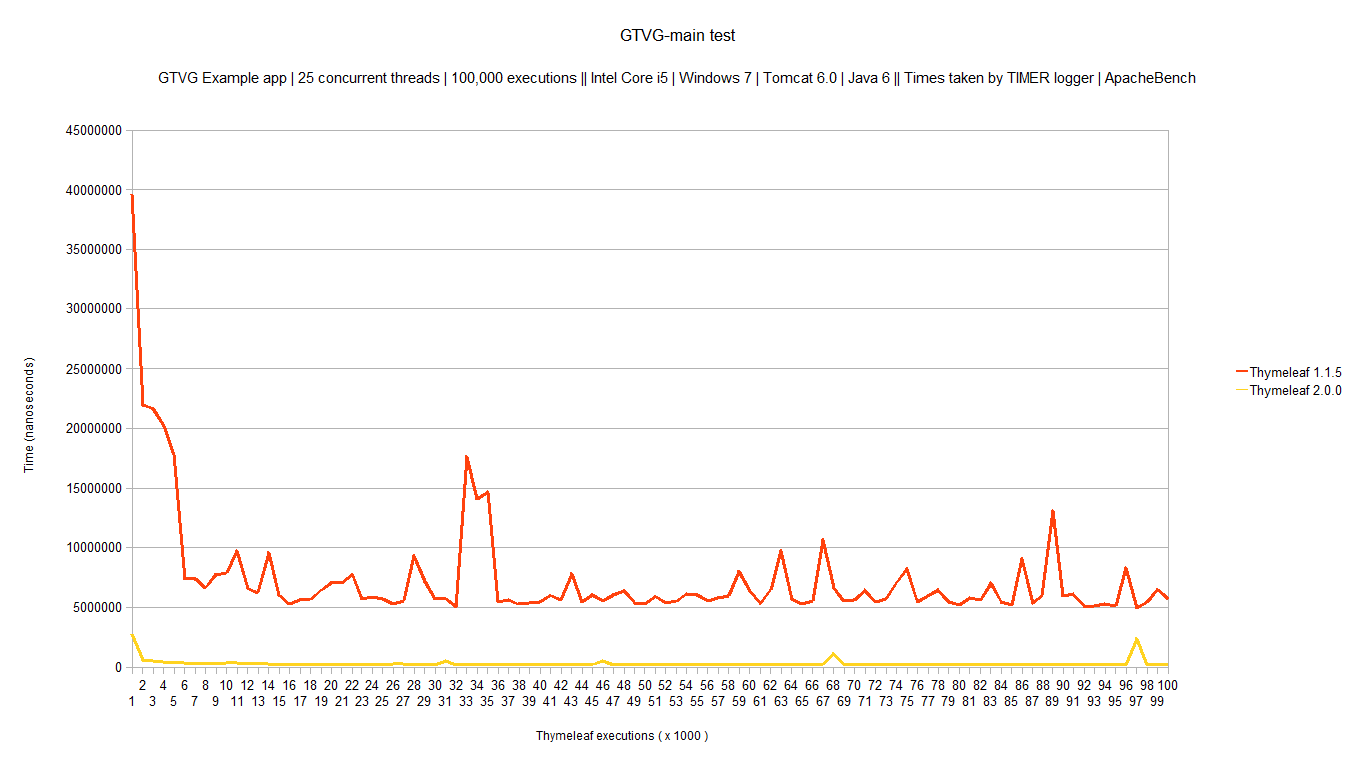 GTVG-main test
GTVG Example app | 25 concurrent threads | 100,000 executions || Intel Core i5 | Windows 7 | Tomcat 6.0 | Java 6 || Times taken by TIMER logger | ApacheBench
45000000
40000000
35000000
30000000
25000000
20000000
15000000
10000000
5000000
0
Time (nanoseconds)
Thymeleaf 1.1.5
Thymeleaf 2.0.0
2 4 6 8 10 12 14 16 18 20 22 24 26 28 30 32 34 36 38 40 42 44 46 48 50 52 54 56 58 60 62 64 66 68 70 72 74 76 78 80 82 84 86 88 90 92 94 96 98 100
1 3 5 7 9 11 13 15 17 19 21 23 25 27 29 31 33 35 37 39 41 43 45 47 49 51 53 55 57 59 61 63 65 67 69 71 73 75 77 79 81 83 85 87 89 91 93 95 97 99
Thymeleaf executions ( x 1000 )